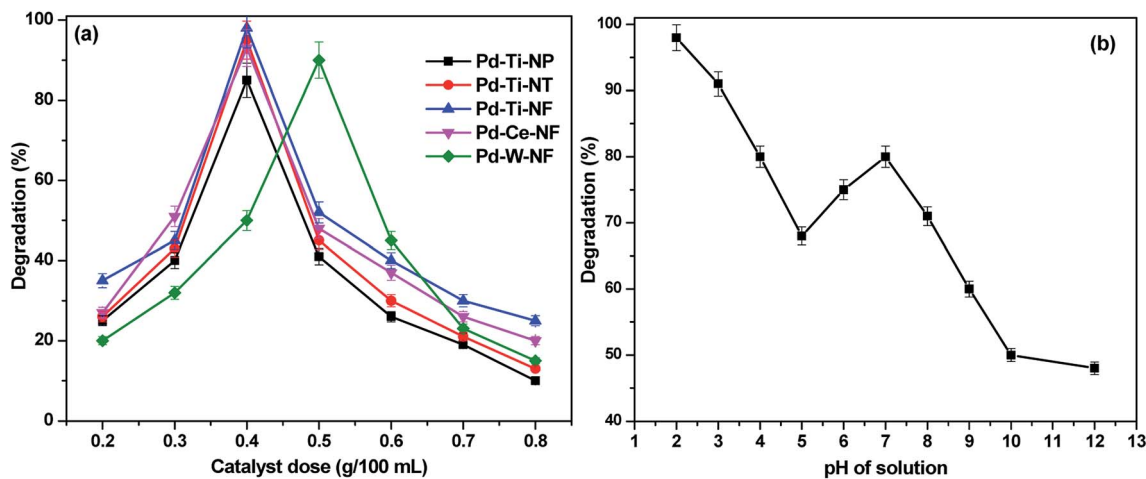 (a)
Pd-Ti-NP
Pd-Ti-NT
Pd-Ti-NF
Pd-Ce-NF
Pd-W-NF
Degradation (%)
100
80
60
40
20
0
0.2 0.3 0.4 0.5 0.6 0.7 0.8
Catalyst dose (g/100 mL)
(b)
Degradation (%)
100
90
80
70
60
50
40
1 2 3 4 5 6 7 8 9 10 11 12 13
pH of solution